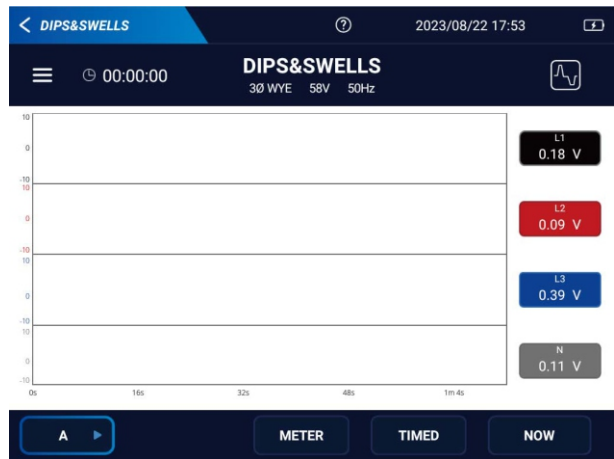 DIPS&SWELLS
2023/08/22 17:53
00:00:00
DIPS&SWELLS
3Ø WYE 58V 50Hz
10
0
-10
L1
0.18 V
10
0
-10
L2
0.09 V
10
0
-10
L3
0.39 V
10
0
-10
N
0.11 V
0s 16s 32s 48s 1m 4s
A METER TIMED NOW